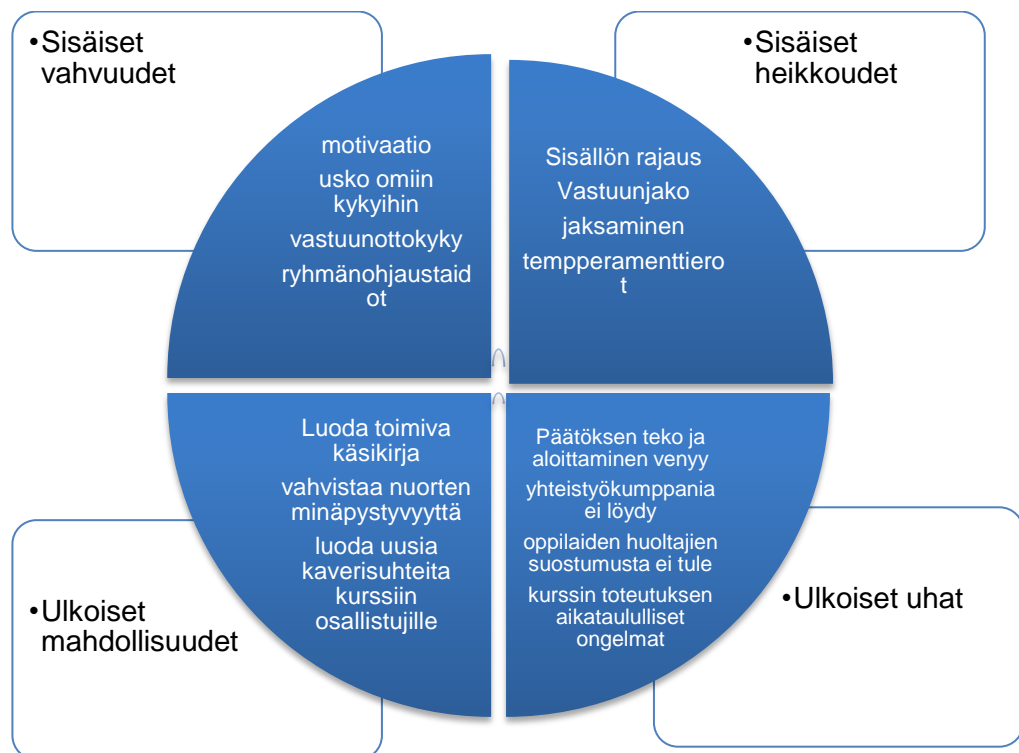 •Sisäiset
vahvuudet
motivaatio
usko omiin
kykyihin
vastuunottokyky
ryhmänohjaustaid
ot
•Sisäiset
heikkoudet
Sisällön rajaus
Vastuunjako
jaksaminen
tempperamenttiero
t
•Ulkoiset
mahdollisuudet
Luoda toimiva
käsikirja
vahvistaa nuorten
minäpystyvyyttä
luoda uusia
kaverisuhteita
kurssiin
osallistujille
Päätöksen teko ja
aloittaminen venyy
yhteistyökumppania
ei löydy
oppilaiden huoltajien
suostumusta ei tule
kurssin toteutuksen
aikataululliset
ongelmat
•Ulkoiset uhat